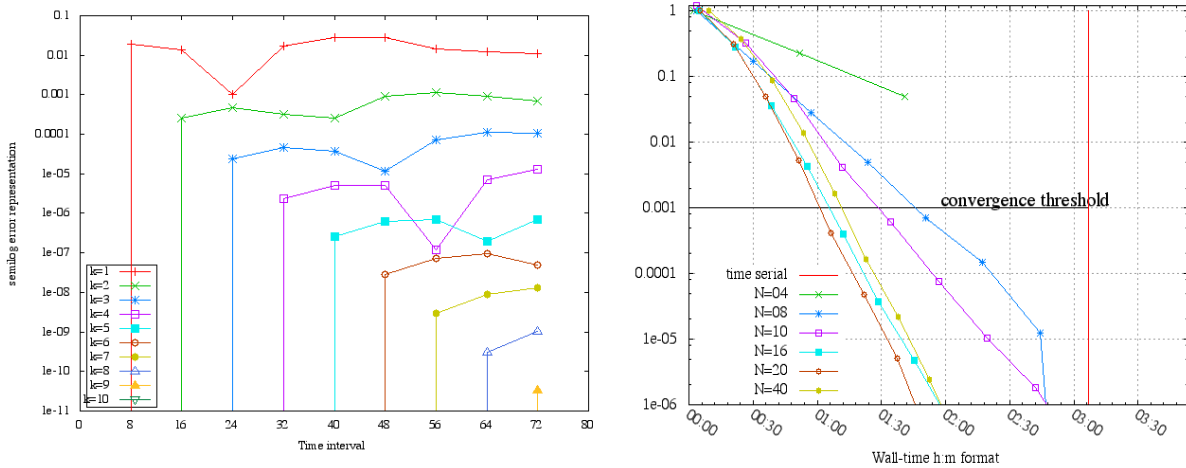 0.1
0.01
0.001
0.0001
1e-05
1e-06
1e-07
1e-08
1e-09
1e-10
1e-11
semilog error representation
k=1
k=2
k=3
k=4
k=5
k=6
k=7
k=8
k=9
k=10
0 8 16 24 32 40 48 56 64 72 80
Time interval
1
0.1
0.01
0.001
0.0001
1e-05
1e-06
convergence threshold
time serial
N=04
N=08
N=10
N=16
N=20
N=40
00:00 00:30 01:00 01:30 02:00 02:30 03:00 03:30
Wall-time h:m format